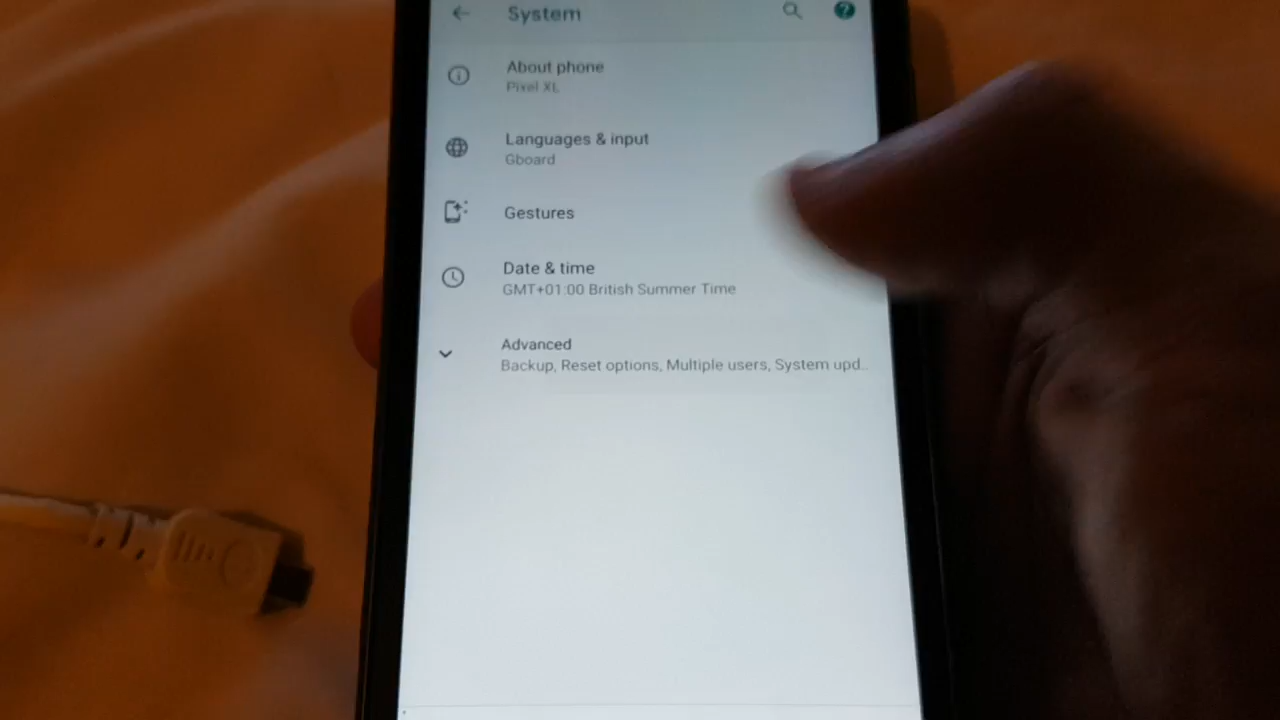 System
?
About phone
Pixel XL
Languages & input
Gboard
Gestures
Date & time
GMT+01:00 British Summer Time
Advanced
Backup, Reset options, Multiple users, System upd..